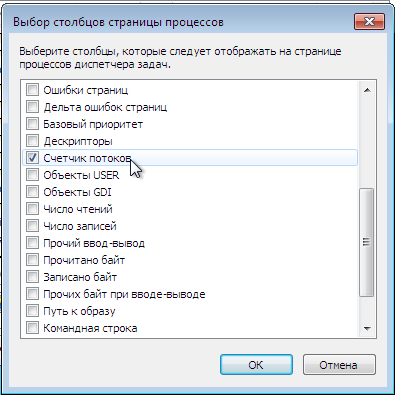 Выбор столбцов страницы процессов
Выберите столбцы, которые следует отображать на странице
процессов диспетчера задач.
Ошибки страниц
Дельта ошибок страниц
Базовый приоритет
Дескрипторы
Счетчик потоков
Объекты USER
Объекты GDI
Число чтений
Число записей
Прочий ввод-вывод
Прочитано байт
Записано байт
Прочих байт при вводе-выводе
Путь к образу
Командная строка
OK
Отмена